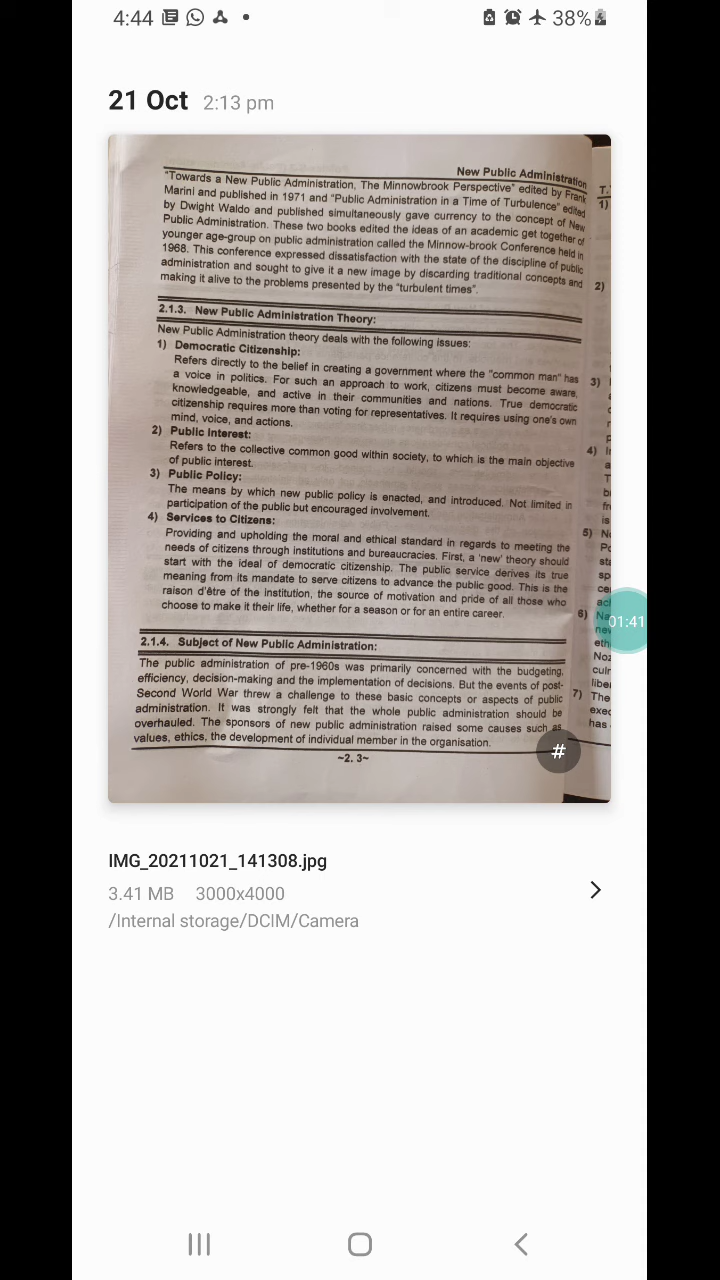 4:44
38%
21 Oct 2:13 pm
New Public Administration
"Towards a New Public Administration, The Minnowbrook Perspective" edited by Frank
Marini and published in 1971 and "Public Administration in a Time of Turbulence" edited
by Dwight Waldo and published simultaneously gave currency to the concept of New
Public Administration. These two books edited the ideas of an academic get together of
younger age-group on public administration called the Minnow-brook Conference held in
1968. This conference expressed dissatisfaction with the state of the discipline of public
administration and sought to give it a new image by discarding traditional concepts and
making it alive to the problems presented by the "turbulent times".
2.1.3. New Public Administration Theory:
New Public Administration theory deals with the following issues:
1) Democratic Citizenship:
Refers directly to the belief in creating a government where the "common man" has
a voice in politics. For such an approach to work, citizens must become aware,
knowledgeable, and active in their communities and nations. True democratic
citizenship requires more than voting for representatives. It requires using one's own
mind, voice, and actions.
2) Public Interest:
Refers to the collective common good within society, to which is the main objective
of public interest.
3) Public Policy:
The means by which new public policy is enacted, and introduced. Not limited in
participation of the public but encouraged involvement.
4) Services to Citizens:
Providing and upholding the moral and ethical standard in regards to meeting the
needs of citizens through institutions and bureaucracies. First, a 'new' theory should
start with the ideal of democratic citizenship. The public service derives its true
meaning from its mandate to serve citizens to advance the public good. This is the
raison d'être of the institution, the source of motivation and pride of all those who
choose to make it their life, whether for a season or for an entire career.
2.1.4. Subject of New Public Administration:
The public administration of pre-1960s was primarily concerned with the budgeting,
efficiency, decision-making and the implementation of decisions. But the events of post-
Second World War threw a challenge to these basic concepts or aspects of public
administration. It was strongly felt that the whole public administration should be
overhauled. The sponsors of new public administration raised some causes such as
values, ethics, the development of individual member in the organisation.
~2. 3~
1)
2)
3)
4)
5)
6)
7) The
has
01:41
#
IMG_20211021_141308.jpg
3.41 MB 3000x4000
/Internal storage/DCIM/Camera